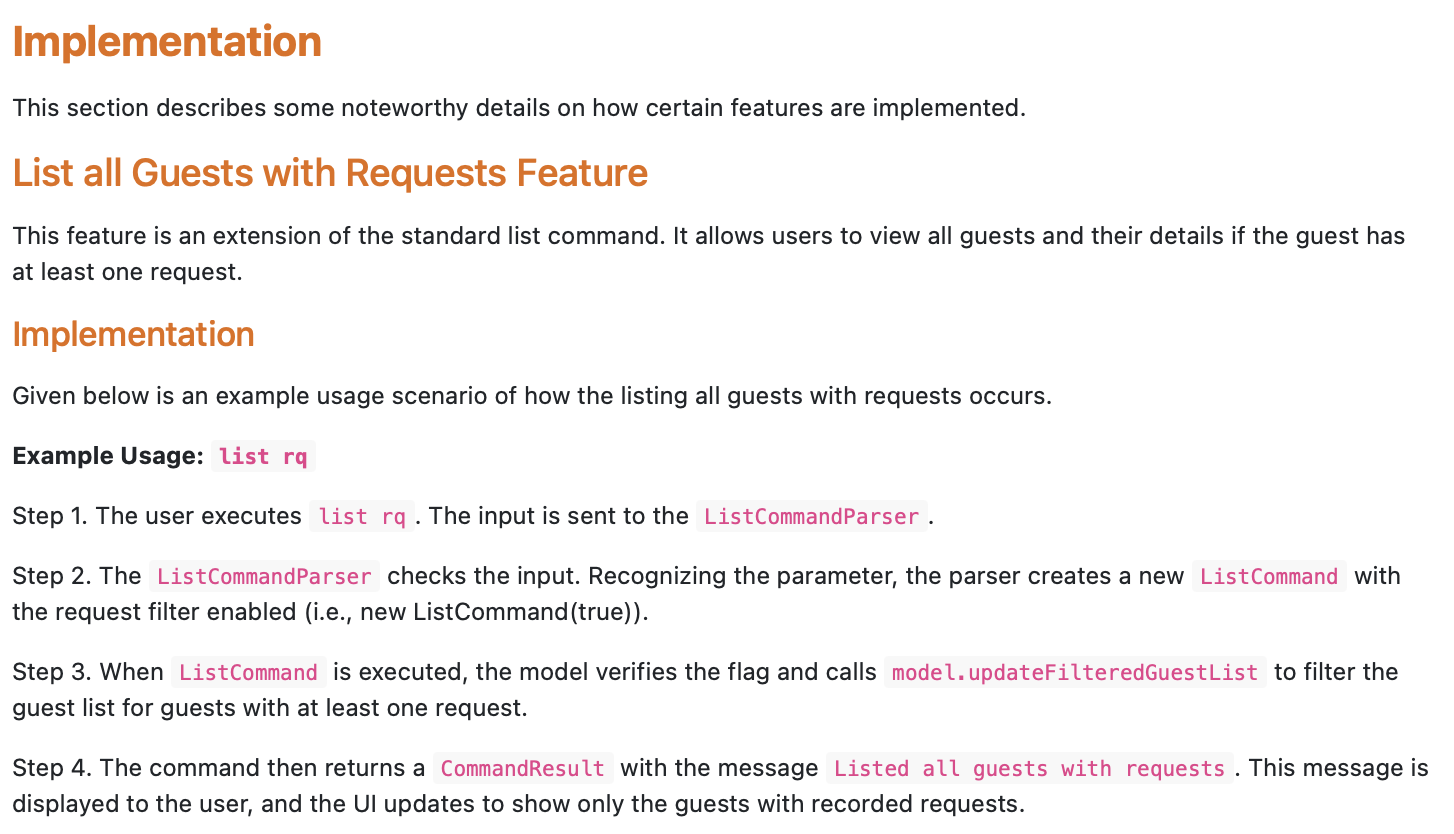 Implementation
This section describes some noteworthy details on how certain features are implemented.
List all Guests with Requests Feature
This feature is an extension of the standard list command. It allows users to view all guests and their details if the guest has
at least one request.
Implementation
Given below is an example usage scenario of how the listing all guests with requests occurs.
Example Usage: list rq
Step 1. The user executes list rq. The input is sent to the ListCommandParser.
Step 2. The ListCommandParser checks the input. Recognizing the parameter, the parser creates a new ListCommand with
the request filter enabled (i.e., new ListCommand(true)).
Step 3. When ListCommand is executed, the model verifies the flag and calls model.updateFilteredGuestList to filter the
guest list for guests with at least one request.
Step 4. The command then returns a CommandResult with the message Listed all guests with requests. This message is
displayed to the user, and the UI updates to show only the guests with recorded requests.